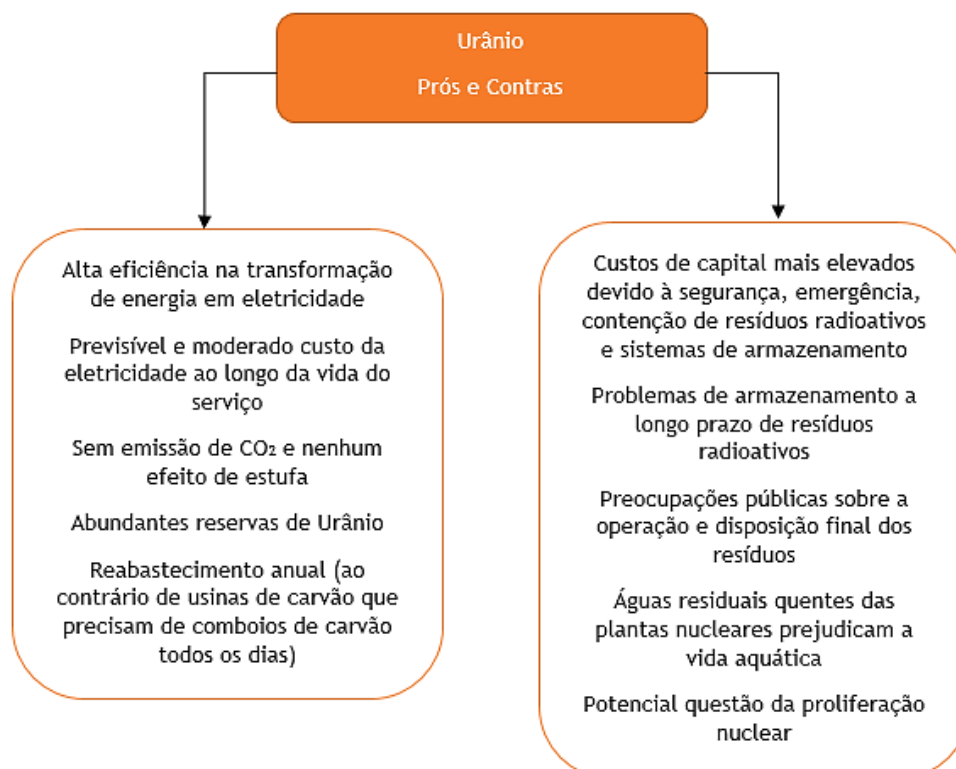 Urânio
Prós e Contras
Alta eficiência na transformação
de energia em eletricidade
Previsível e moderado custo da
eletricidade ao longo da vida do
serviço
Sem emissão de CO₂ e nenhum
efeito de estufa
Abundantes reservas de Urânio
Reabastecimento anual (ao
contrário de usinas de carvão que
precisam de comboios de carvão
todos os dias)
Custos de capital mais elevados
devido à segurança, emergência,
contenção de resíduos radioativos
e sistemas de armazenamento
Problemas de armazenamento a
longo prazo de resíduos
radioativos
Preocupações públicas sobre a
operação e disposição final dos
resíduos
Águas residuais quentes das
plantas nucleares prejudicam a
vida aquática
Potencial questão da proliferação
nuclear